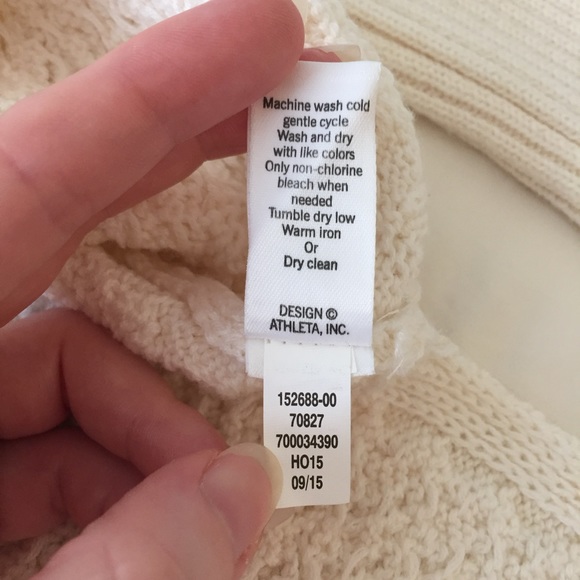 Machine wash cold
gentle cycle
Wash and dry
with like colors
Only non-chlorine
bleach when
needed
Tumble dry low
Warm iron
Or
Dry clean
DESIGN ©
ATHLETA, INC.
152688-00
70827
700034390
HO15
09/15